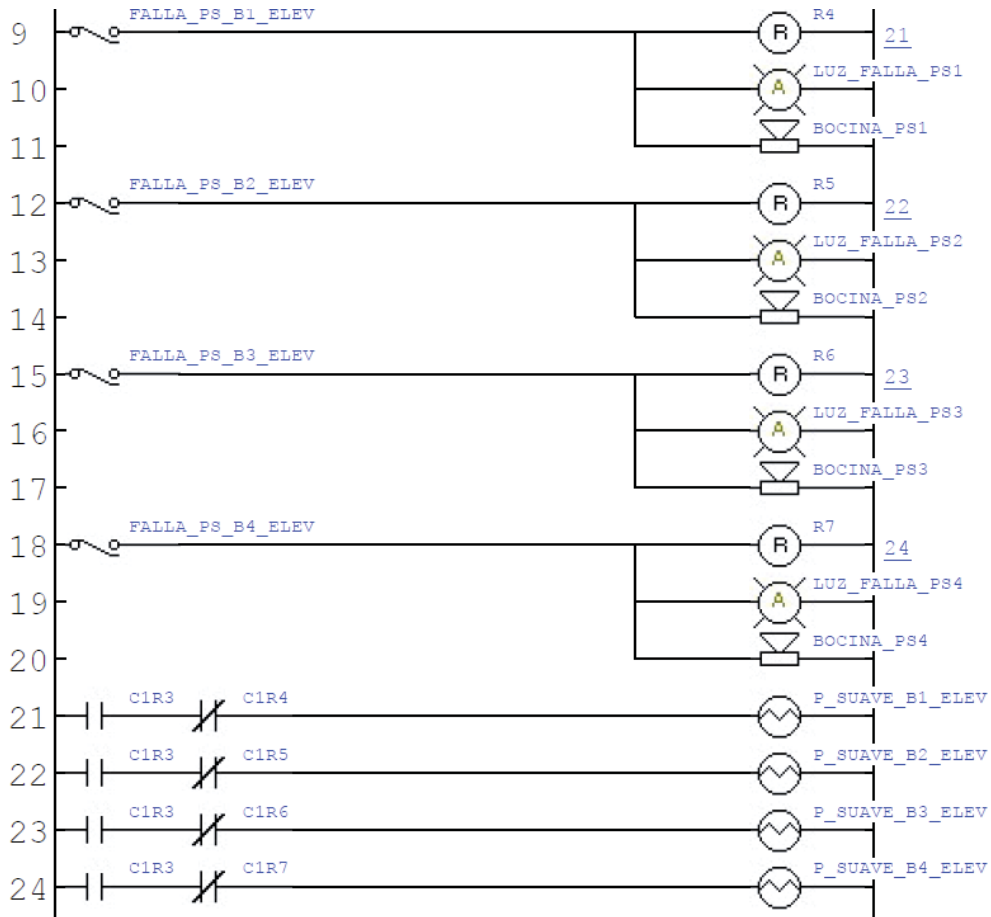 9 FALLA_PS_B1_ELEV R R4 21
10 A LUZ_FALLA_PS1
11 BOCINA_PS1
12 FALLA_PS_B2_ELEV R R5 22
13 A LUZ_FALLA_PS2
14 BOCINA_PS2
15 FALLA_PS_B3_ELEV R R6 23
16 A LUZ_FALLA_PS3
17 BOCINA_PS3
18 FALLA_PS_B4_ELEV R R7 24
19 A LUZ_FALLA_PS4
20 BOCINA_PS4
21 C1R3 C1R4 P_SUAVE_B1_ELEV
22 C1R3 C1R5 P_SUAVE_B2_ELEV
23 C1R3 C1R6 P_SUAVE_B3_ELEV
24 C1R3 C1R7 P_SUAVE_B4_ELEV